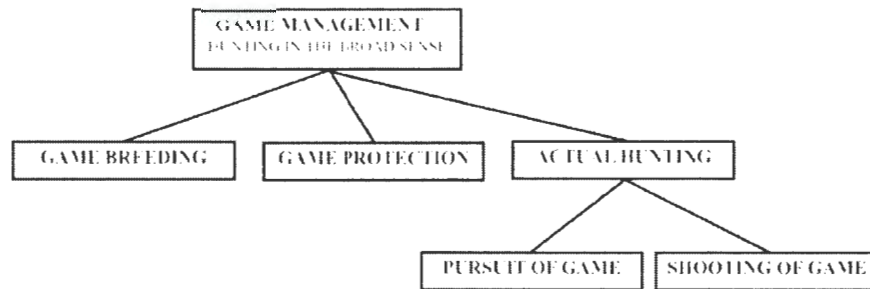 GAME MANAGEMENT
HUNTING IN THE BROAD SENSE
GAME BREEDING
GAME PROTECTION
ACTUAL HUNTING
PURSUIT OF GAME
SHOOTING OF GAME